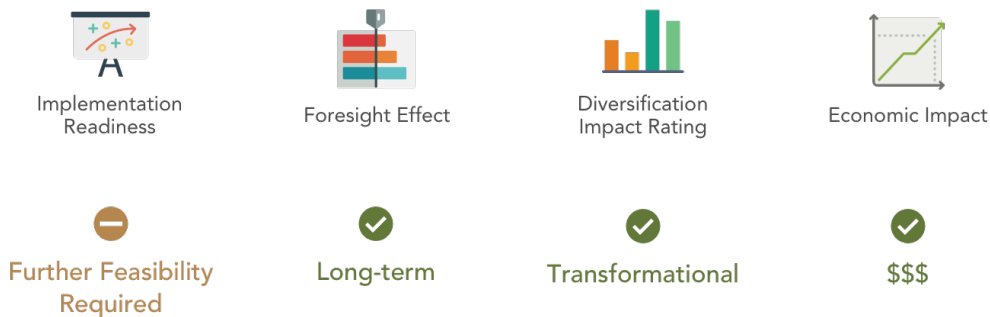 Implementation
Readiness
Foresight Effect
Diversification
Impact Rating
Economic Impact
Further Feasibility
Required
Long-term
Transformational
$$$